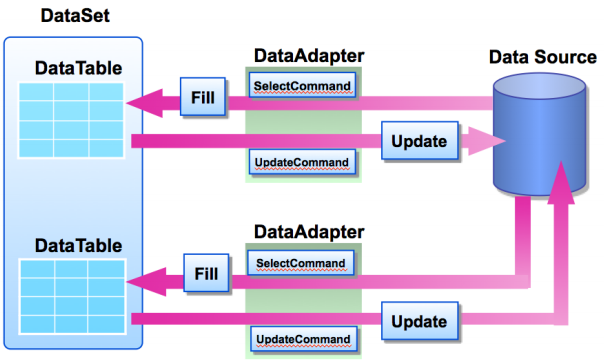 DataSet
DataAdapter
Data Source
DataTable
SelectCommand
Fill
Update
UpdateCommand
DataAdapter
DataTable
SelectCommand
Fill
Update
UpdateCommand